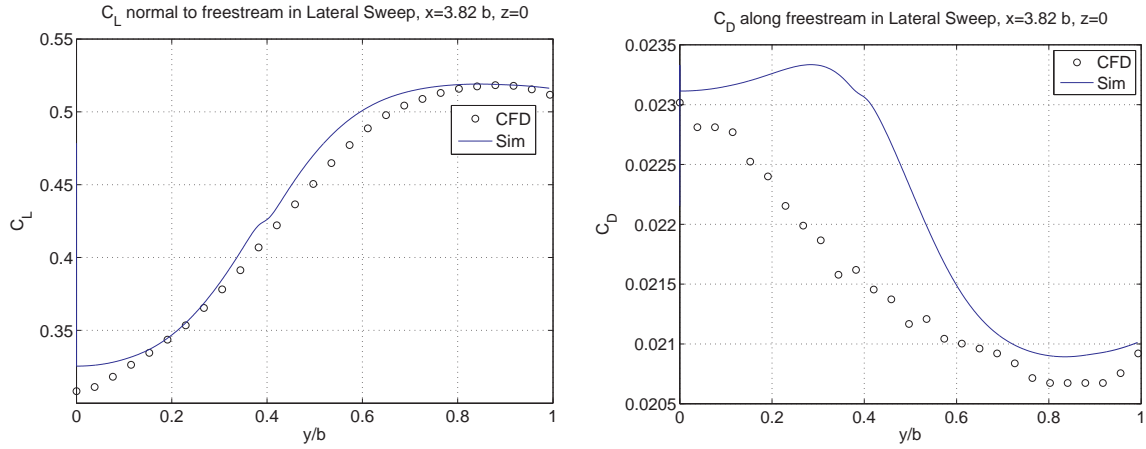 C_L normal to freestream in Lateral Sweep, x=3.82 b, z=0
0.55
0.5
0.45
0.4
0.35
C_L
CFD
Sim
0
0.2
0.4
0.6
0.8
1
y/b
C_D along freestream in Lateral Sweep, x=3.82 b, z=0
0.0235
0.023
0.0225
0.022
0.0215
0.021
0.0205
C_D
CFD
Sim
0
0.2
0.4
0.6
0.8
1
y/b